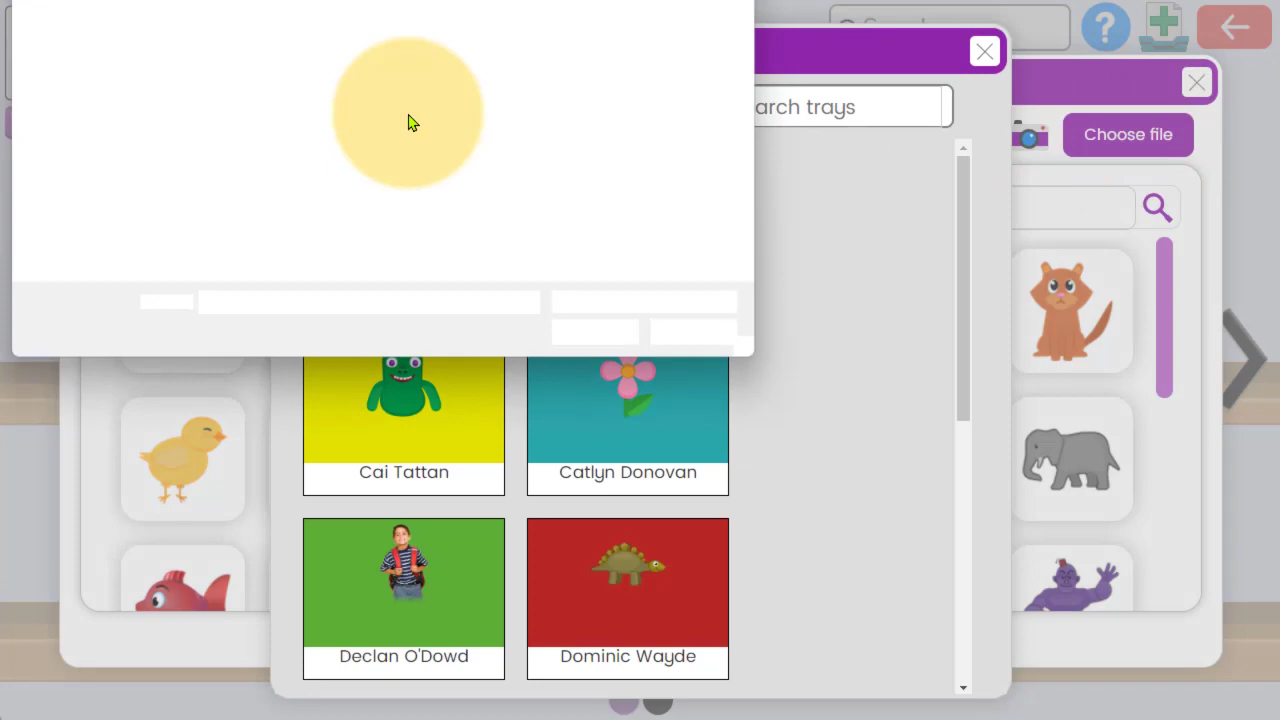 arch trays
Choose file
Cai Tattan
Catlyn Donovan
Declan O'Dowd
Dominic Wayde